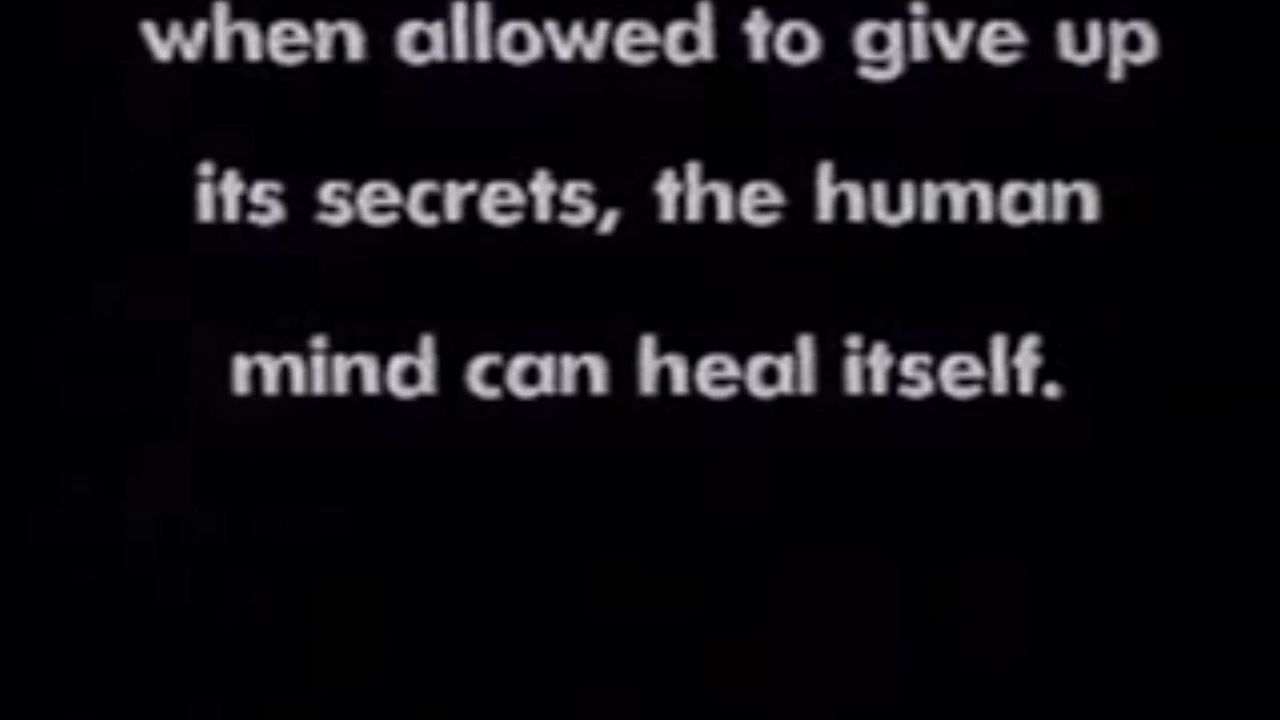 when allowed to give up
its secrets, the human
mind can heal itself.